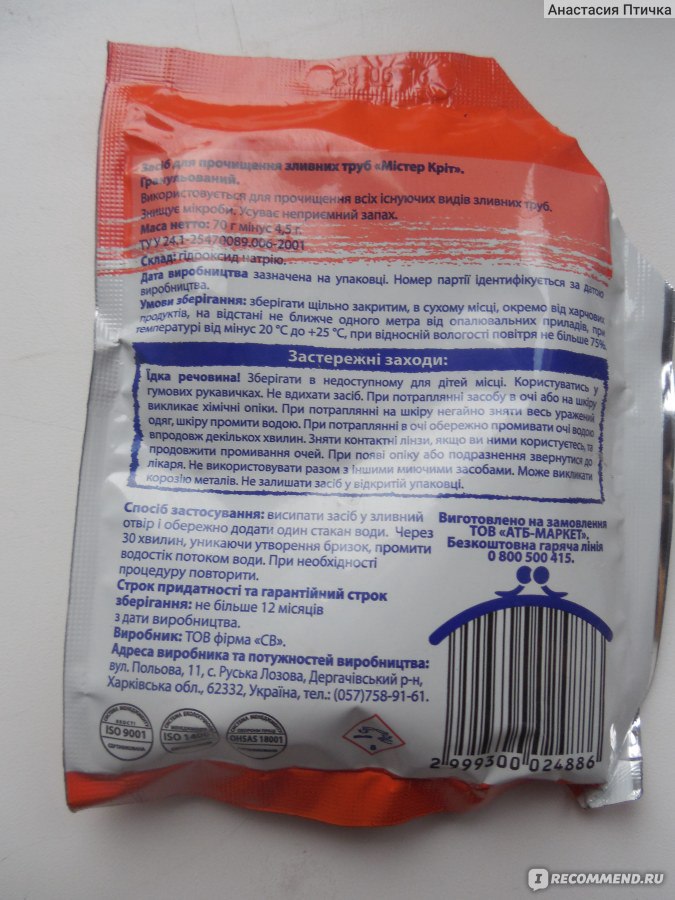 Анастасия Птичка
28 06 16
Засіб для прочищення зливних труб «Містер Кріт».
Гранульований.
Використовується для прочищення всіх існуючих видів зливних труб.
Знищує мікроби. Усуває неприємний запах.
Маса нетто: 70 г мінус 4,5 г.
ТУ У 24.1-25470089.006-2001
Склад: гідрооксид натрію.
Дата виробництва зазначена на упаковці. Номер партії ідентифікується за датою
виробництва.
Умови зберігання: зберігати щільно закритим, в сухому місці, окремо від харчових
продуктів, на відстані не ближче одного метра від опалювальних приладів, при
температурі від мінус 20 °С до +25 °С, при відносній вологості повітря не більше 75%.
Застережні заходи:
Їдка речовина! Зберігати в недоступному для дітей місці. Користуватись у
гумових рукавичках. Не вдихати засіб. При потраплянні засобу в очі або на шкіру
викликає хімічні опіки. При потраплянні на шкіру негайно зняти весь уражений
одяг, шкіру промити водою. При потраплянні в очі обережно промивати очі водою
впродовж декількох хвилин. Зняти контактні лінзи, якщо ви ними користуєтесь, та
продовжити промивання очей. При появі опіку або подразнення звернутися до
лікаря. Не використовувати разом з іншими миючими засобами. Може викликати
корозію металів. Не залишати засіб у відкритій упаковці.
Спосіб застосування: висипати засіб у зливний
отвір і обережно додати один стакан води. Через
30 хвилин, уникаючи утворення бризок, промити
водостік потоком води. При необхідності
процедуру повторити.
Строк придатності та гарантійний строк
зберігання: не більше 12 місяців
з дати виробництва.
Виробник: ТОВ фірма «СВ».
Адреса виробника та потужностей виробництва:
вул. Польова, 11, с. Руська Лозова, Дергачівський р-н,
Харківська обл., 62332, Україна, тел.: (057)758-91-61.
Виготовлено на замовлення
ТОВ «АТБ-МАРКЕТ».
Безкоштовна гаряча лінія
0 800 500 415.
2 999300 024886
ISO 9001
OHSAS 18001
8
IRECOMMEND.RU